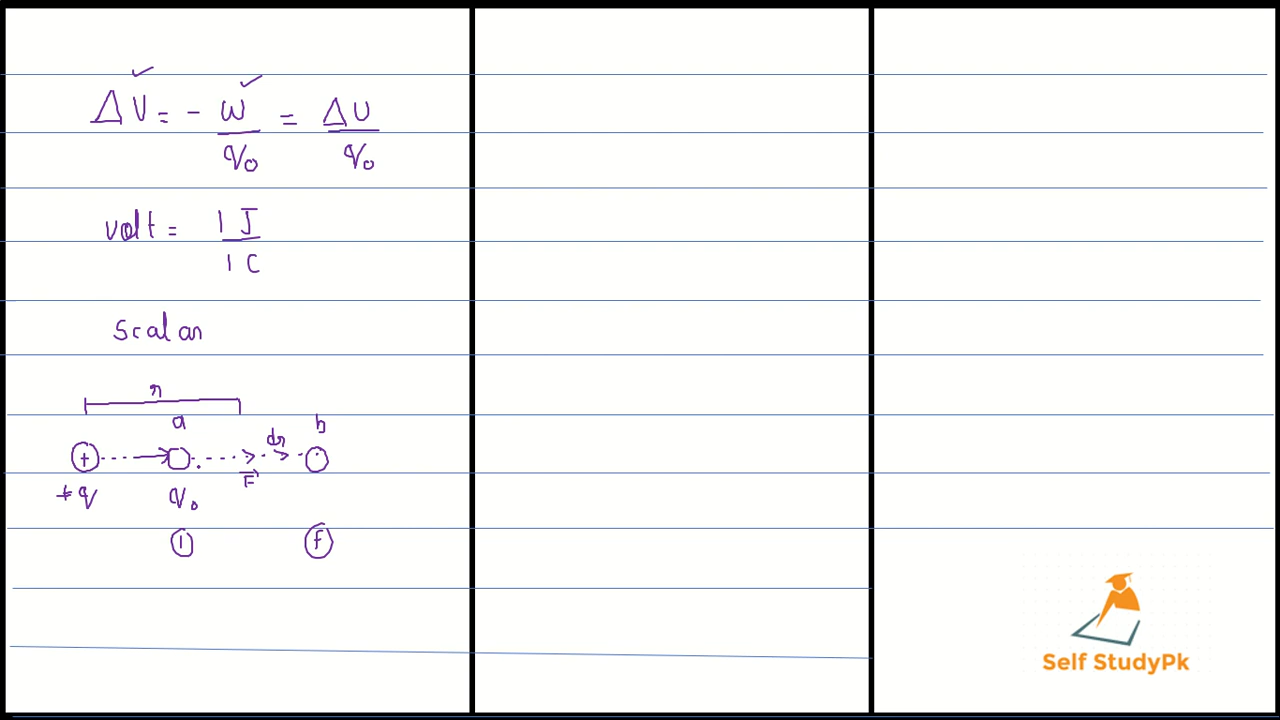 ΔV = - W/q₀ = ΔU/q₀
volt = 1 J / 1 C
scalar
r
a b
dr
+
F
+q q₀
i f
Self StudyPk